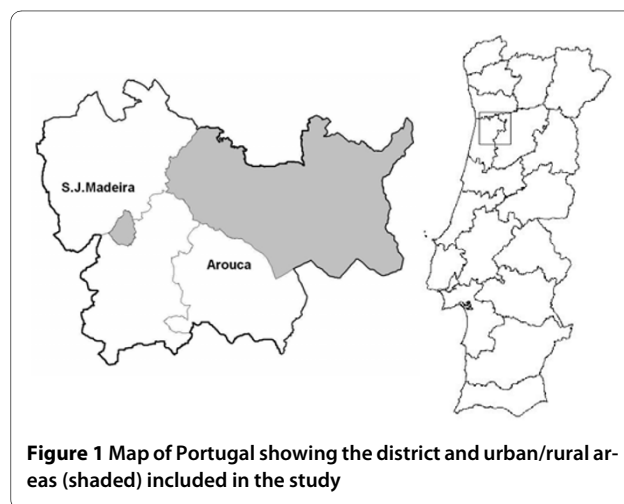 S.J.Madeira
Arouca
Figure 1 Map of Portugal showing the district and urban/rural ar-
eas (shaded) included in the study